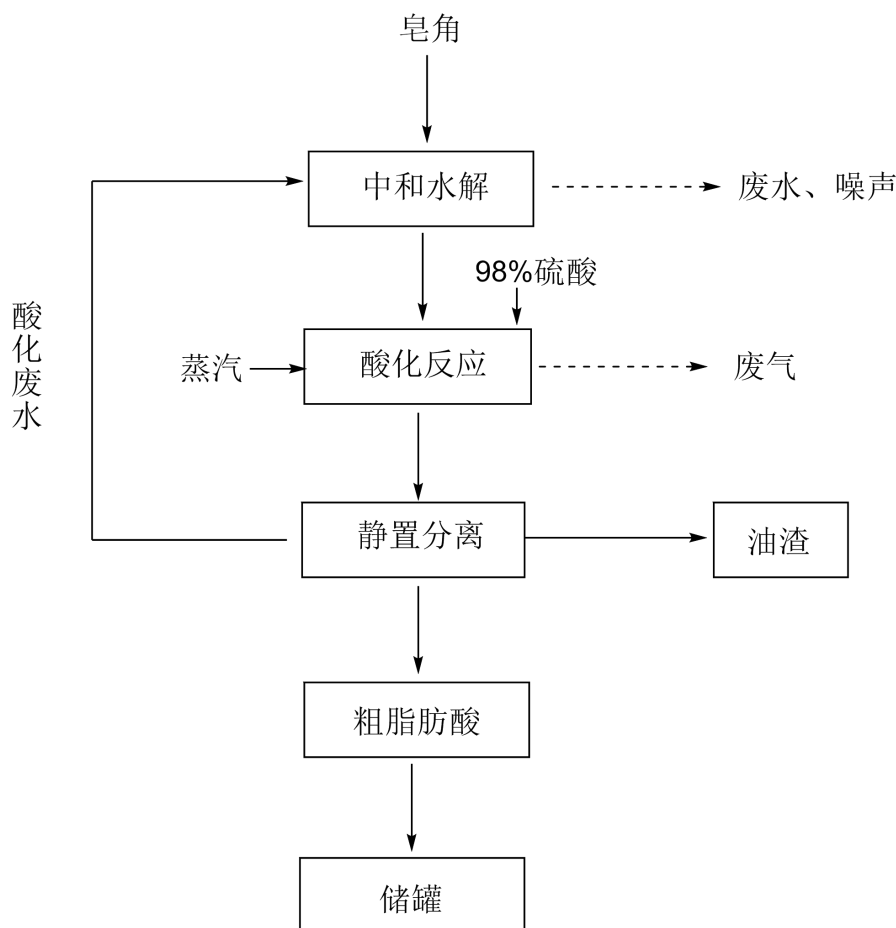 皂角
中和水解
废水、噪声
98%硫酸
酸化废水
蒸汽
酸化反应
废气
静置分离
油渣
粗脂肪酸
储罐